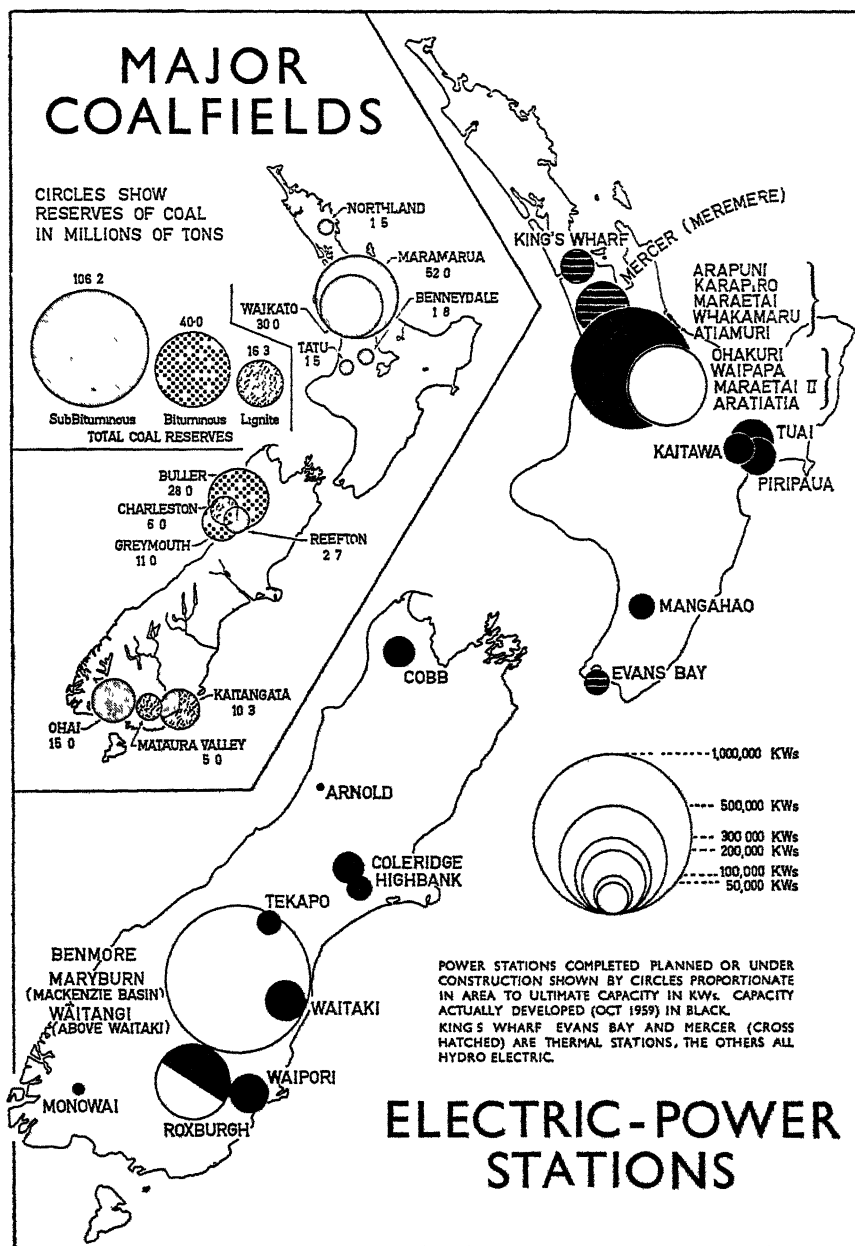 MAJOR
COALFIELDS
CIRCLES SHOW
RESERVES OF COAL
IN MILLIONS OF TONS
106 2
SubBituminous
40·0
Bituminous
16 3
Lignite
TOTAL COAL RESERVES
NORTHLAND
1 5
MARAMARUA
52 0
WAIKATO
30 0
BENNEYDALE
1 8
TATU
1 5
BULLER
28 0
CHARLESTON
6 0
GREYMOUTH
11 0
REEFTON
2 7
KAITANGATA
10 3
OHAI
15 0
MATAURA VALLEY
5 0
KING'S WHARF
MERCER (MEREMERE)
ARAPUNI
KARAPIRO
MARAETAI
WHAKAMARU
ATIAMURI
OHAKURI
WAIPAPA
MARAETAI II
ARATIATIA
TUAI
KAITAWA
PIRIPAUA
MANGAHAO
EVANS BAY
COBB
ARNOLD
COLERIDGE
HIGHBANK
TEKAPO
BENMORE
MARYBURN
(MACKENZIE BASIN)
WAITANGI
(ABOVE WAITAKI)
WAITAKI
WAIPORI
MONOWAI
ROXBURGH
1,000,000 KWs
500,000 KWs
300 000 KWs
200,000 KWs
100,000 KWs
50,000 KWs
POWER STATIONS COMPLETED PLANNED OR UNDER
CONSTRUCTION SHOWN BY CIRCLES PROPORTIONATE
IN AREA TO ULTIMATE CAPACITY IN KWs. CAPACITY
ACTUALLY DEVELOPED (OCT 1959) IN BLACK.
KING S WHARF EVANS BAY AND MERCER (CROSS
HATCHED) ARE THERMAL STATIONS, THE OTHERS ALL
HYDRO ELECTRIC.
ELECTRIC-POWER
STATIONS